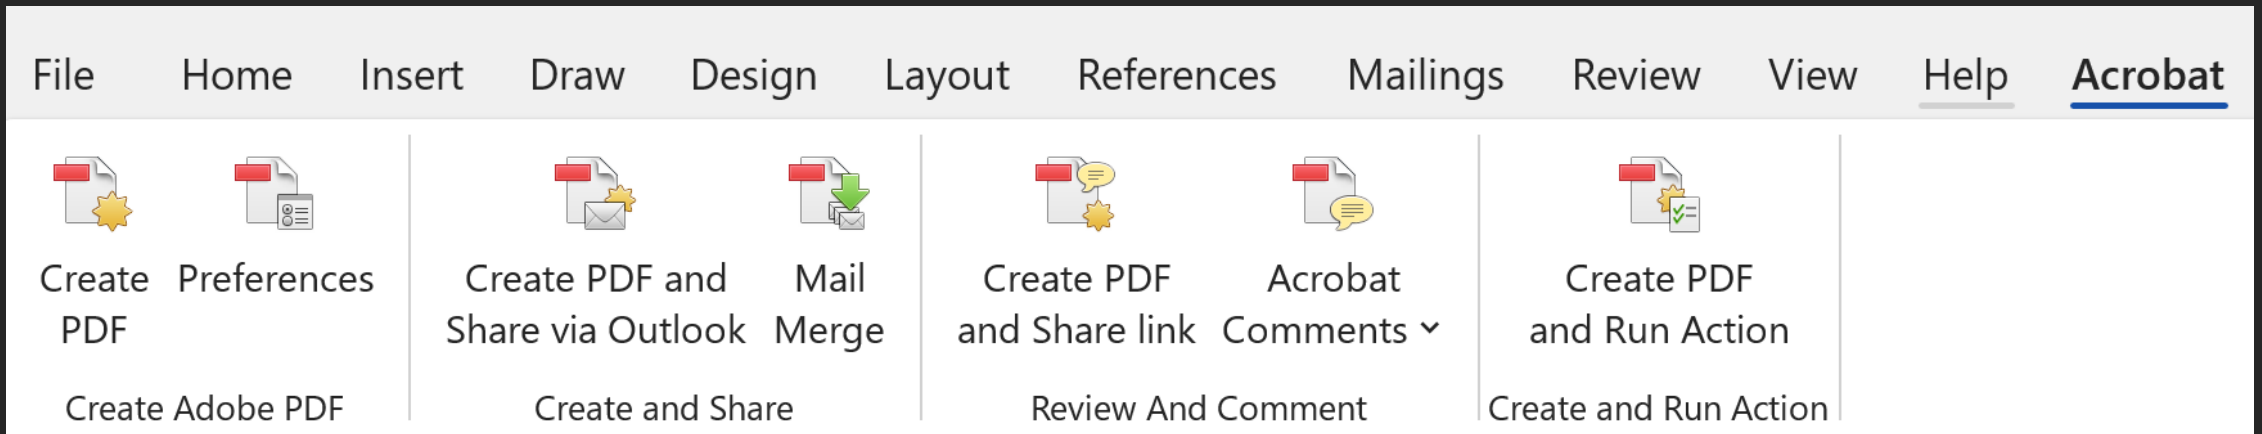 File Home Insert Draw Design Layout References Mailings Review View Help Acrobat
Create PDF
Preferences
Create PDF and
Share via Outlook
Mail
Merge
Create PDF
and Share link
Acrobat
Comments
Create PDF
and Run Action
Create Adobe PDF
Create and Share
Review And Comment
Create and Run Action